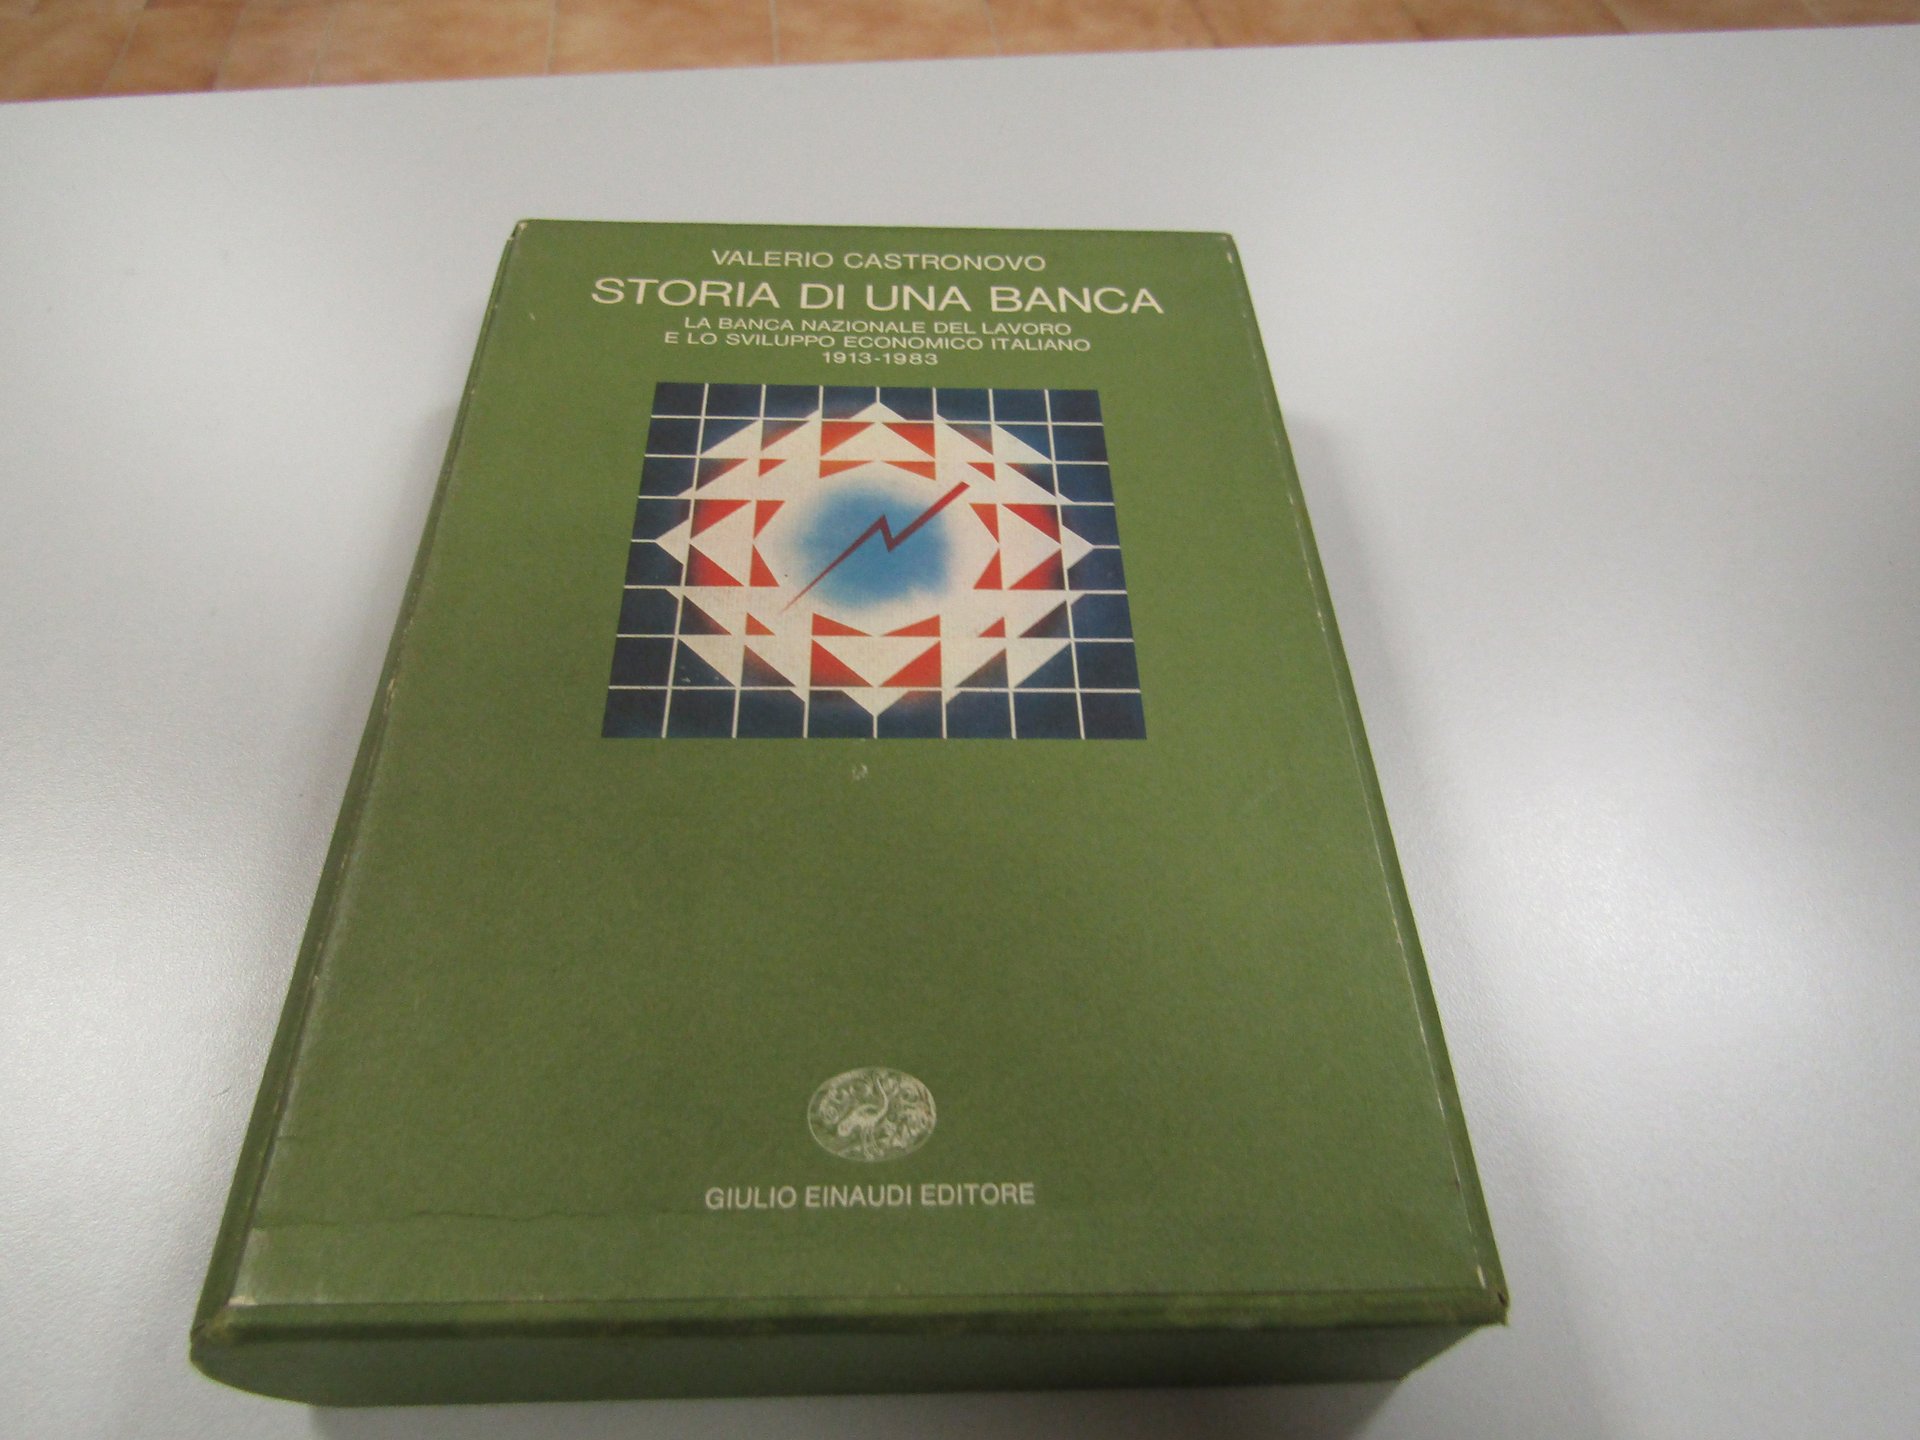 VALERIO CASTRONOVO
STORIA DI UNA BANCA
LA BANCA NAZIONALE DEL LAVORO
E LO SVILUPPO ECONOMICO ITALIANO
1913-1983
GIULIO EINAUDI EDITORE